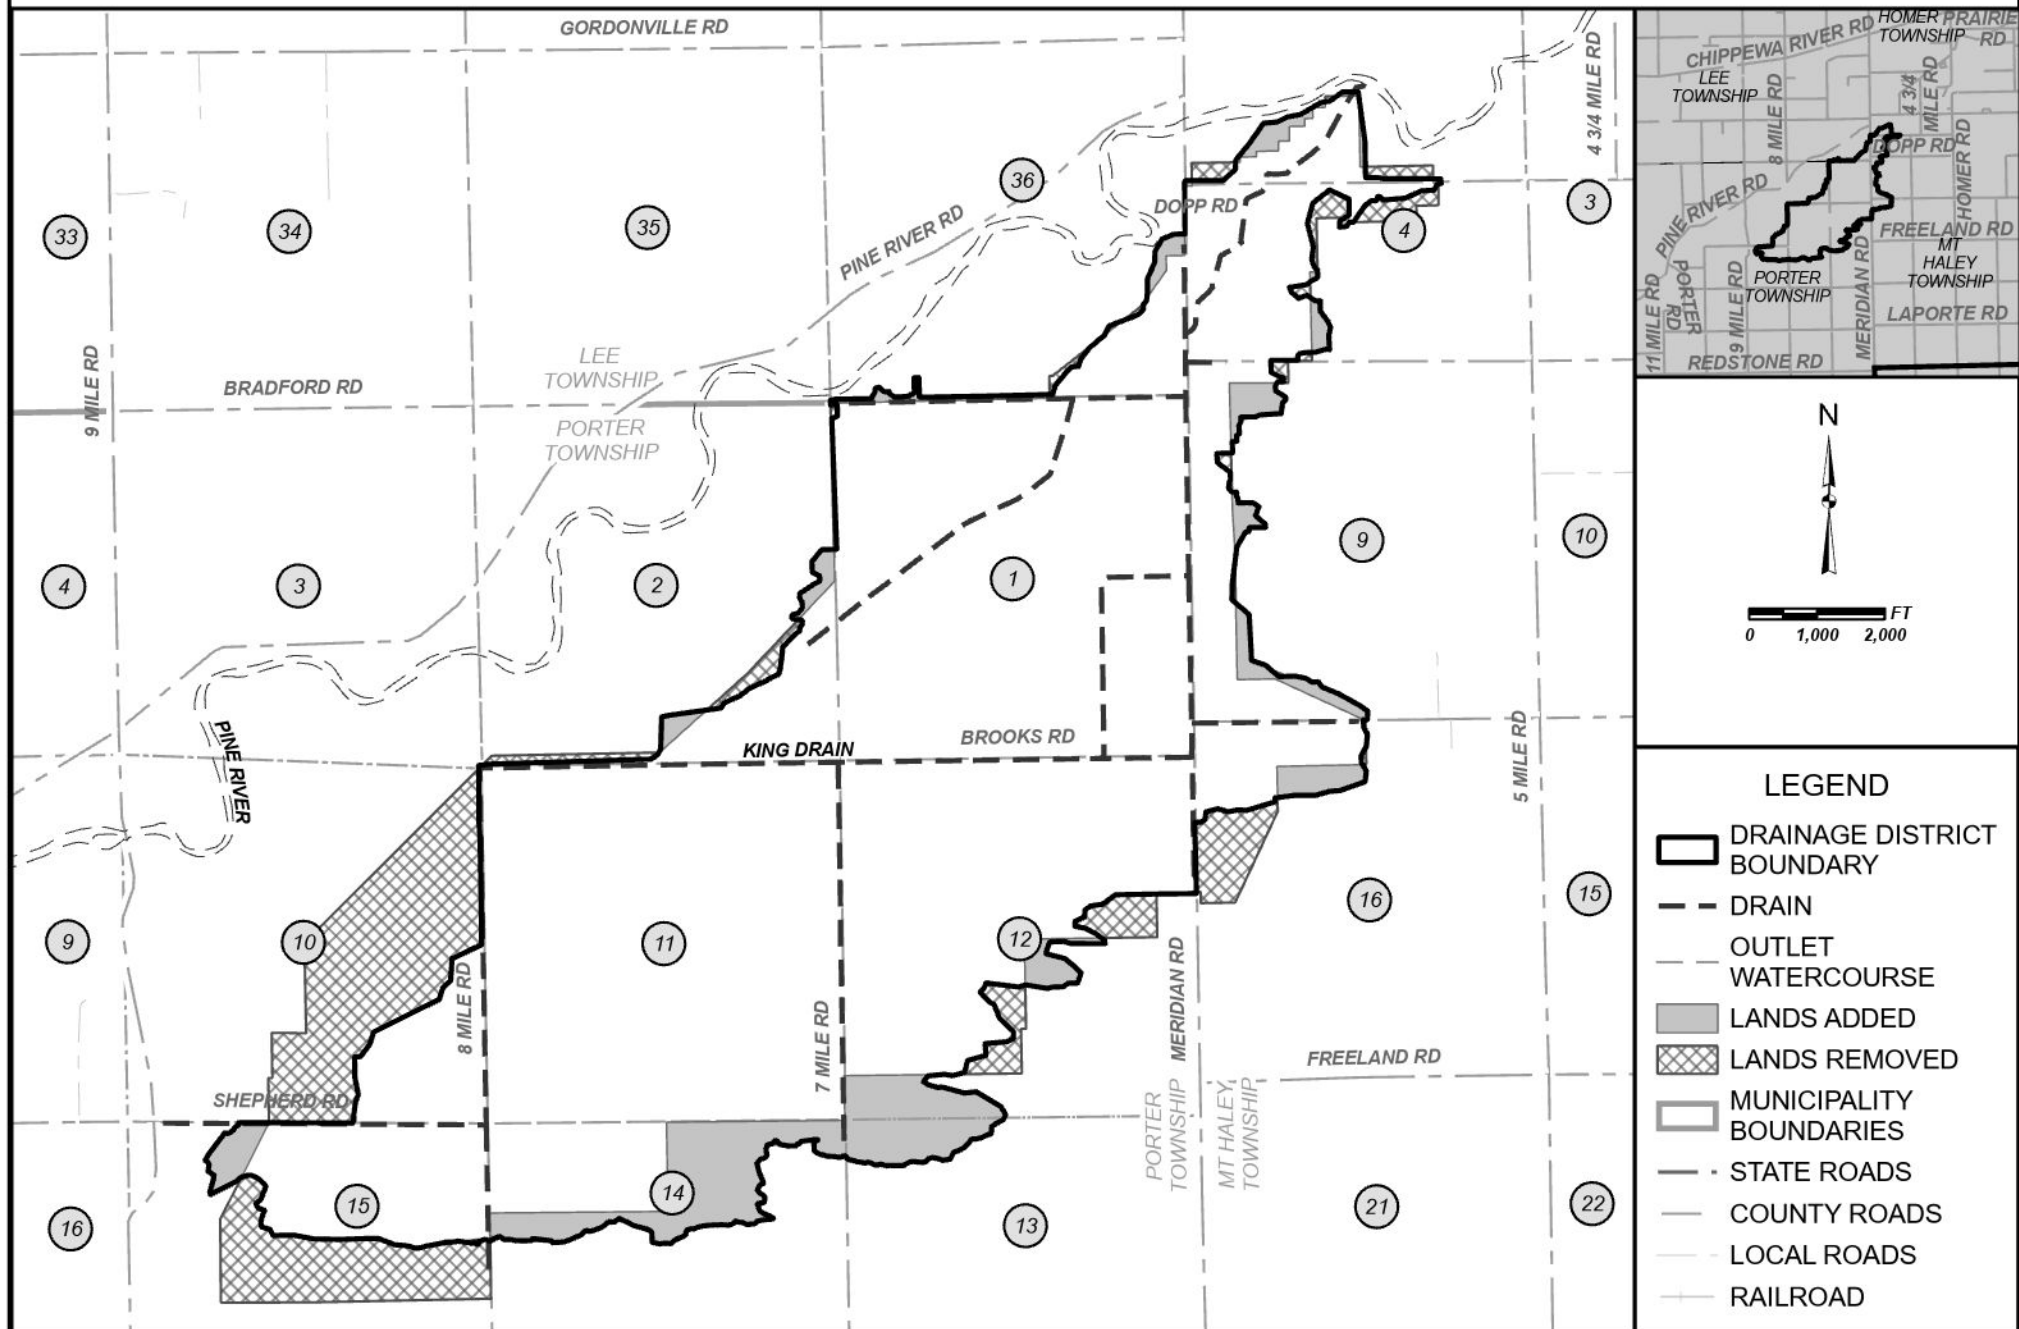 GORDONVILLE RD
4 3/4 MILE RD
36
3
DOPP RD
33
34
35
PINE RIVER RD
4
LEE
TOWNSHIP
9 MILE RD
BRADFORD RD
PORTER
TOWNSHIP
4
3
2
1
9
10
PINE RIVER
KING DRAIN
BROOKS RD
5 MILE RD
9
10
11
12
16
15
8 MILE RD
7 MILE RD
MERIDIAN RD
FREELAND RD
SHEPHERD RD
PORTER
TOWNSHIP
MT HALEY
TOWNSHIP
16
15
14
13
21
22
HOMER
TOWNSHIP
PRAIRIE
RD
CHIPPEWA RIVER RD
LEE
TOWNSHIP
8 MILE RD
4 3/4
MILE RD
DOPP RD
HOMER RD
PINE RIVER RD
FREELAND RD
MT
HALEY
TOWNSHIP
PORTER
TOWNSHIP
11 MILE RD
PORTER
RD
9 MILE RD
MERIDIAN RD
LAPORTE RD
REDSTONE RD
N
FT
0 1,000 2,000
LEGEND
DRAINAGE DISTRICT
BOUNDARY
DRAIN
OUTLET
WATERCOURSE
LANDS ADDED
LANDS REMOVED
MUNICIPALITY
BOUNDARIES
STATE ROADS
COUNTY ROADS
LOCAL ROADS
RAILROAD